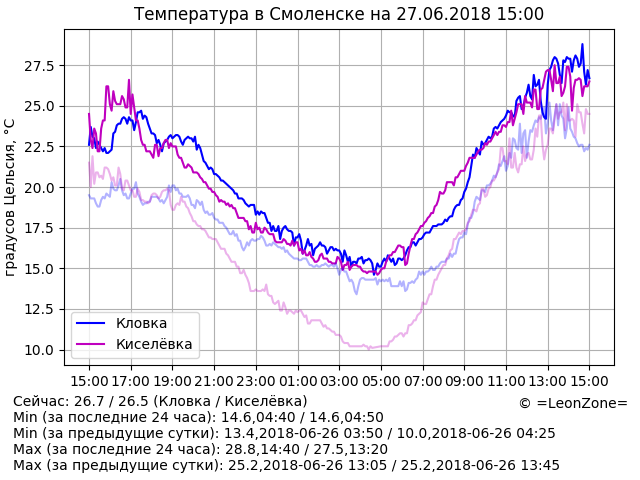 Температура в Смоленске на 27.06.2018 15:00
градусов Цельсия, °C
27.5
25.0
22.5
20.0
17.5
15.0
12.5
10.0
Кловка
Киселёвка
15:00 17:00 19:00 21:00 23:00 01:00 03:00 05:00 07:00 09:00 11:00 13:00 15:00
Сейчас: 26.7 / 26.5 (Кловка / Киселёвка)
© =LeonZone=
Min (за последние 24 часа): 14.6,04:40 / 14.6,04:50
Min (за предыдущие сутки): 13.4,2018-06-26 03:50 / 10.0,2018-06-26 04:25
Max (за последние 24 часа): 28.8,14:40 / 27.5,13:20
Max (за предыдущие сутки): 25.2,2018-06-26 13:05 / 25.2,2018-06-26 13:45